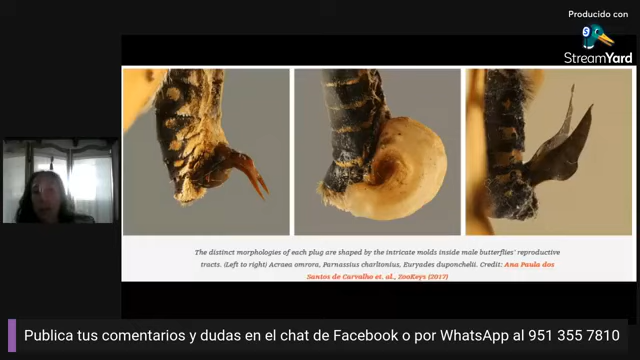 Producido con
StreamYard
The distinct morphologies of each plug are shaped by the intricate molds inside male butterflies' reproductive
tracts. (Left to right) Acraea omrora, Parnassius charltonius, Euryades duponchelii. Credit: Ana Paula dos
Santos de Carvalho et. al., ZooKeys (2017)
Publica tus comentarios y dudas en el chat de Facebook o por WhatsApp al 951 355 7810